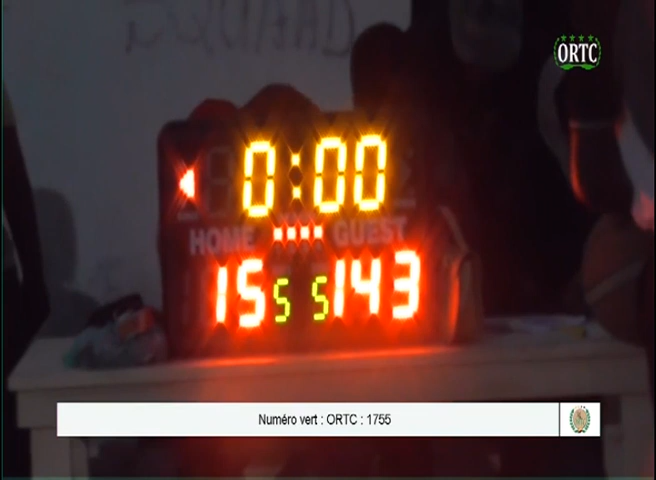 ORTC
0:00
HOME GUEST
15 5 5 143
Numéro vert : ORTC : 1755